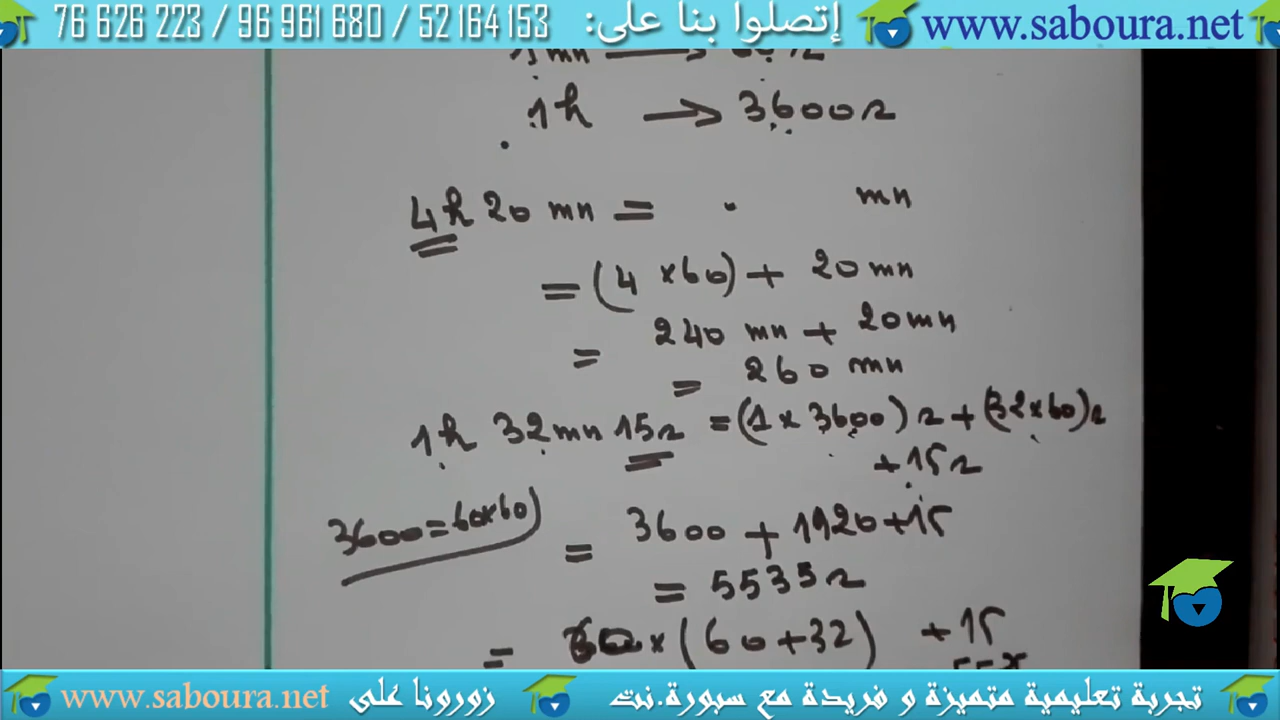 76 626 223 / 96 961 680 / 52 164 153 إتصلوا بنا على: www.saboura.net
1mn →
1h → 3600s
4h 20 mn = . mn
= (4 x60) + 20 mn
= 240 mn + 20mn
= 260 mn
1h 32mn 15s = (1 x 3600) s + (32x60)s
+15s
3600=60x60)
= 3600 + 1920+15
= 5535s
= 60 x (60+32) + 15
www.saboura.net زورونا على تجربة تعليمية متميزة و فريدة مع سبورة.نت